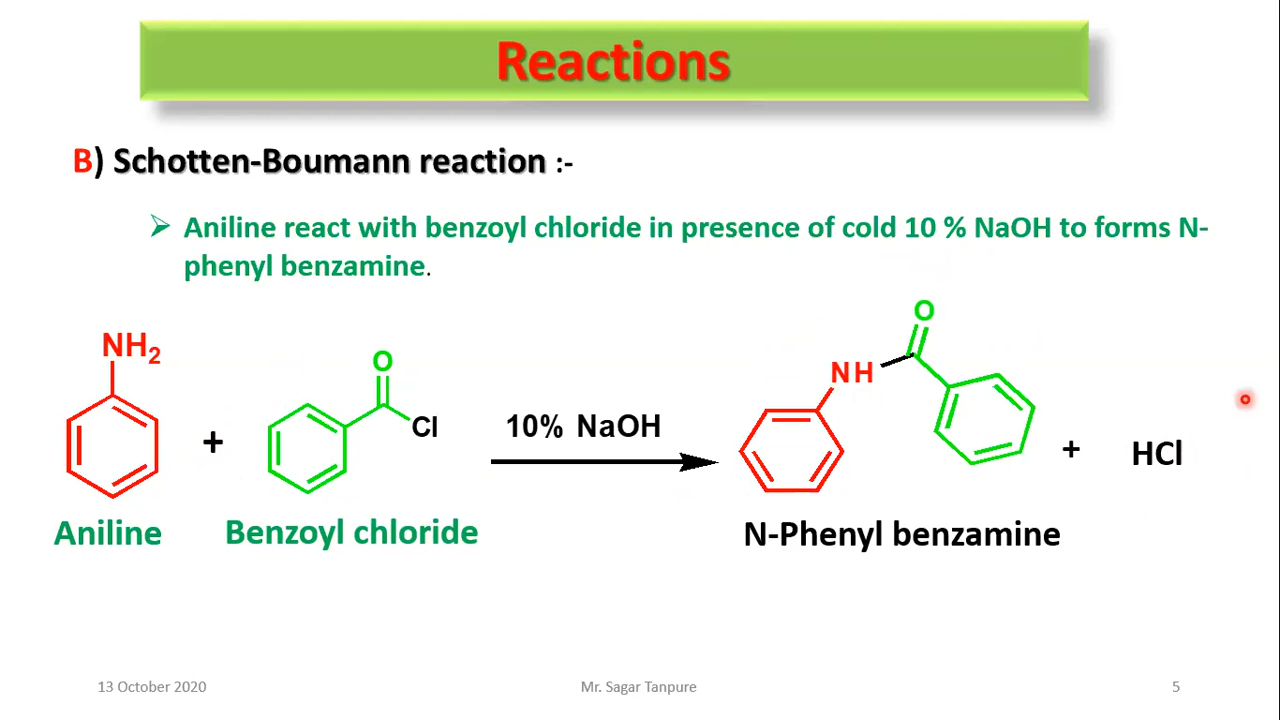 Reactions
B) Schotten-Boumann reaction :-
Aniline react with benzoyl chloride in presence of cold 10 % NaOH to forms N-
phenyl benzamine.
NH2
O
Cl
+
10% NaOH
O
NH
+
HCl
Aniline
Benzoyl chloride
N-Phenyl benzamine
13 October 2020
Mr. Sagar Tanpure
5